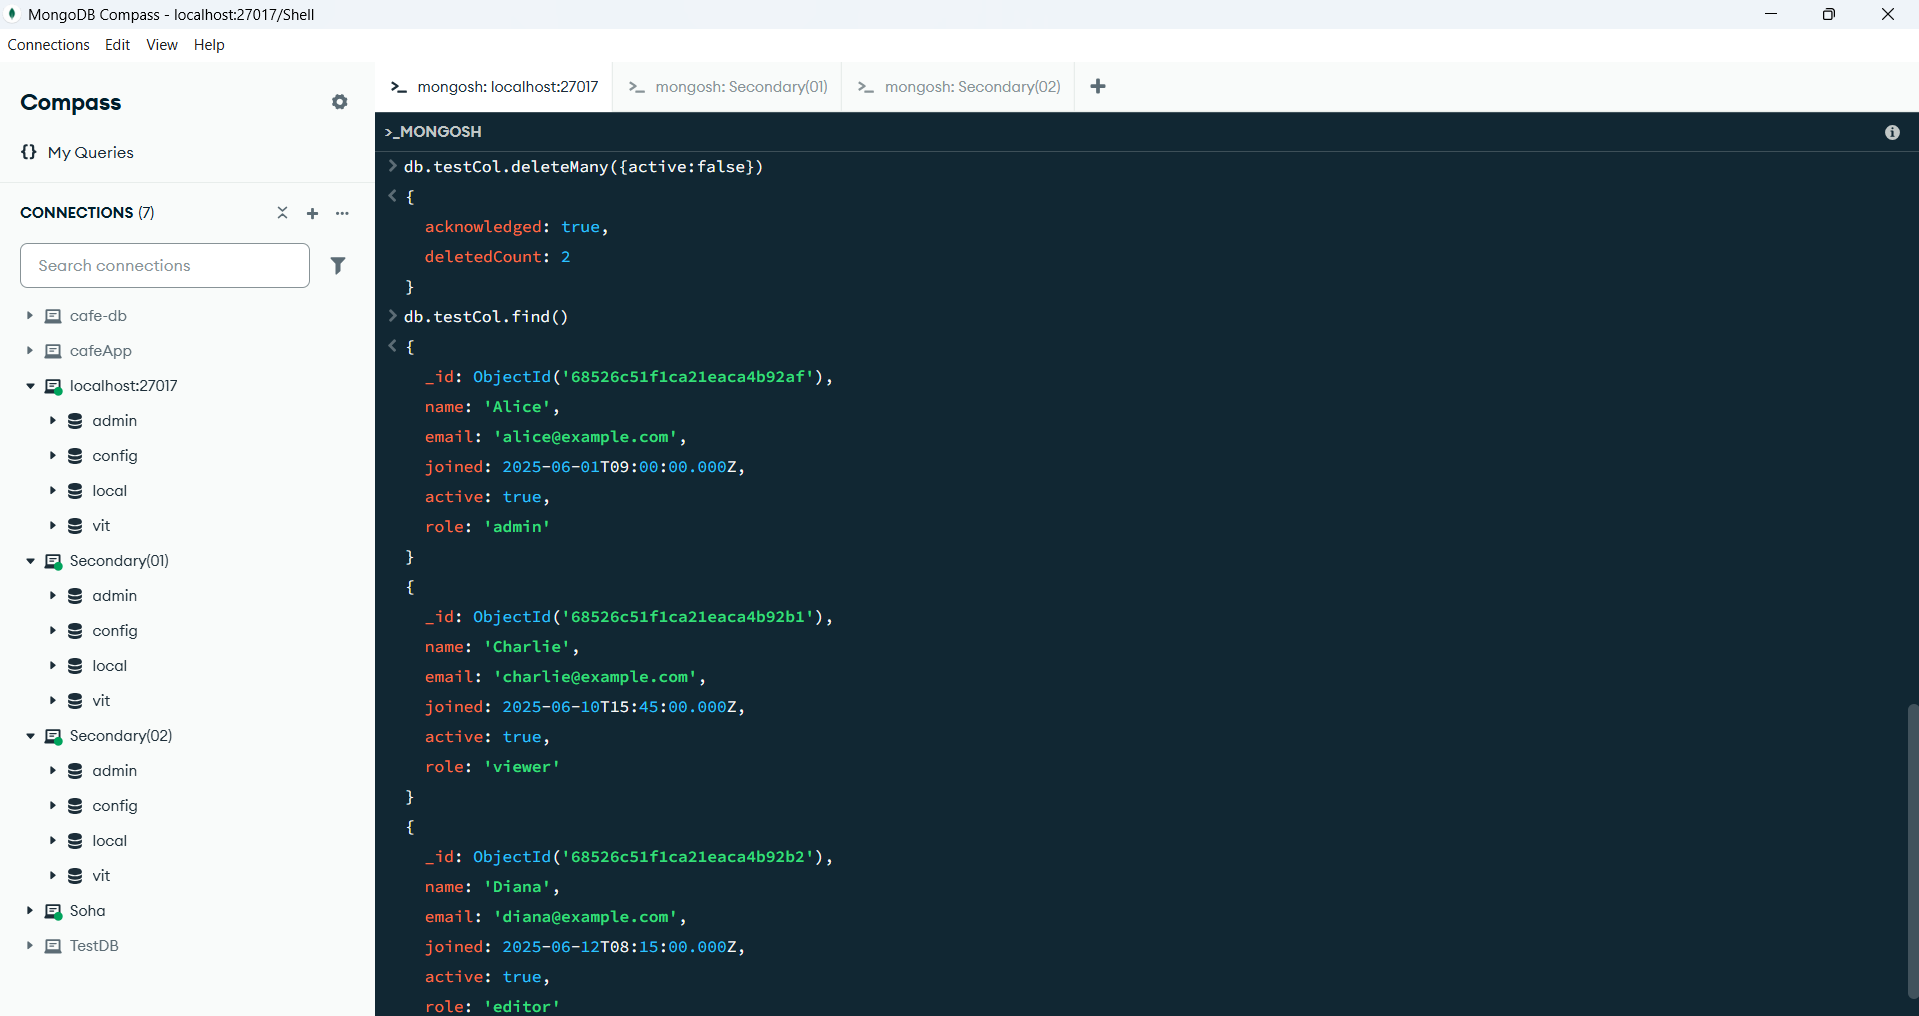 MongoDB Compass - localhost:27017/Shell
Connections Edit View Help
Compass
{} My Queries
CONNECTIONS (7)
Search connections
cafe-db
cafeApp
localhost:27017
admin
config
local
vit
Secondary(01)
admin
config
local
vit
Secondary(02)
admin
config
local
vit
Soha
TestDB
>_ mongosh: localhost:27017 >_ mongosh: Secondary(01) >_ mongosh: Secondary(02) +
>_MONGOSH
> db.testCol.deleteMany({active:false})
< {
acknowledged: true,
deletedCount: 2
}
> db.testCol.find()
< {
_id: ObjectId('68526c51f1ca21eaca4b92af'),
name: 'Alice',
email: 'alice@example.com',
joined: 2025-06-01T09:00:00.000Z,
active: true,
role: 'admin'
}
{
_id: ObjectId('68526c51f1ca21eaca4b92b1'),
name: 'Charlie',
email: 'charlie@example.com',
joined: 2025-06-10T15:45:00.000Z,
active: true,
role: 'viewer'
}
{
_id: ObjectId('68526c51f1ca21eaca4b92b2'),
name: 'Diana',
email: 'diana@example.com',
joined: 2025-06-12T08:15:00.000Z,
active: true,
role: 'editor'